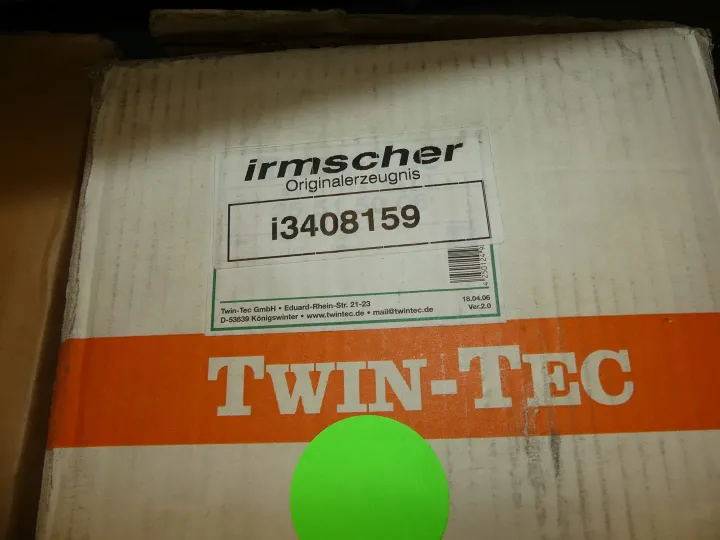 irmscher
Originalerzeugnis
i3408159
Twin-Tec GmbH • Eduard-Rhein-Str. 21-23
D-53639 Königswinter • www.twintec.de • mail@twintec.de
18.04.06
Ver.2.0
TWIN-TEC